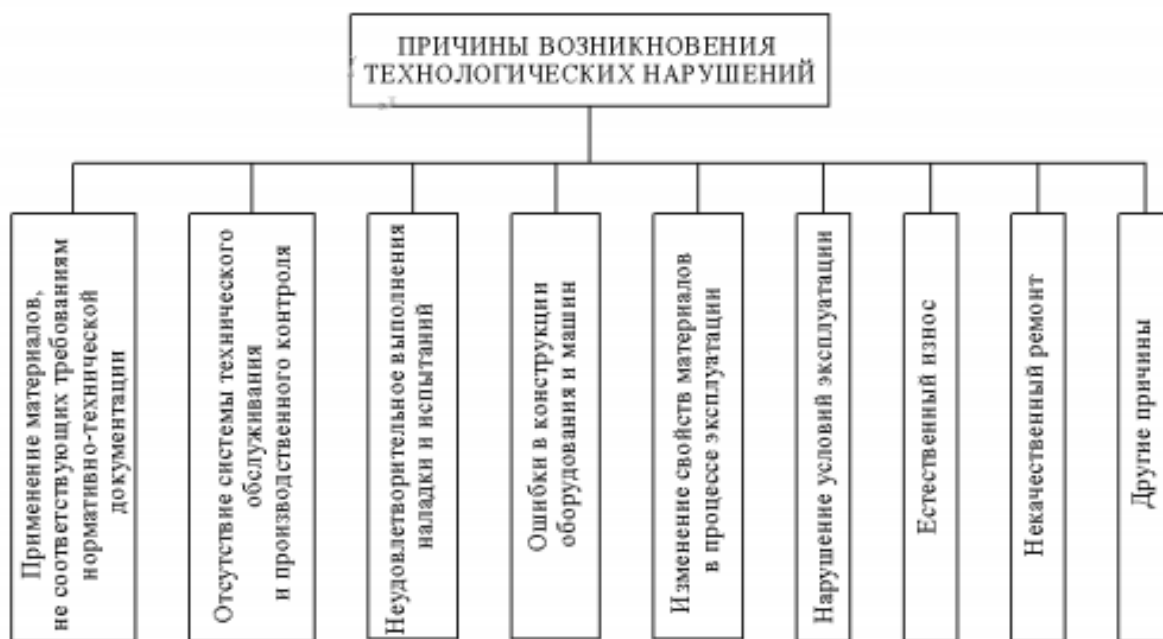 ПРИЧИНЫ ВОЗНИКНОВЕНИЯ
ТЕХНОЛОГИЧЕСКИХ НАРУШЕНИЙ
Применение материалов,
не соответствующих требованиям
нормативно-технической
документации
Отсутствие системы технического
обслуживания
и производственного контроля
Неудовлетворительное выполнения
наладки и испытаний
Ошибки в конструкции
оборудования и машин
Изменение свойств материалов
в процессе эксплуатации
Нарушение условий эксплуатации
Естественный износ
Некачественный ремонт
Другие причины